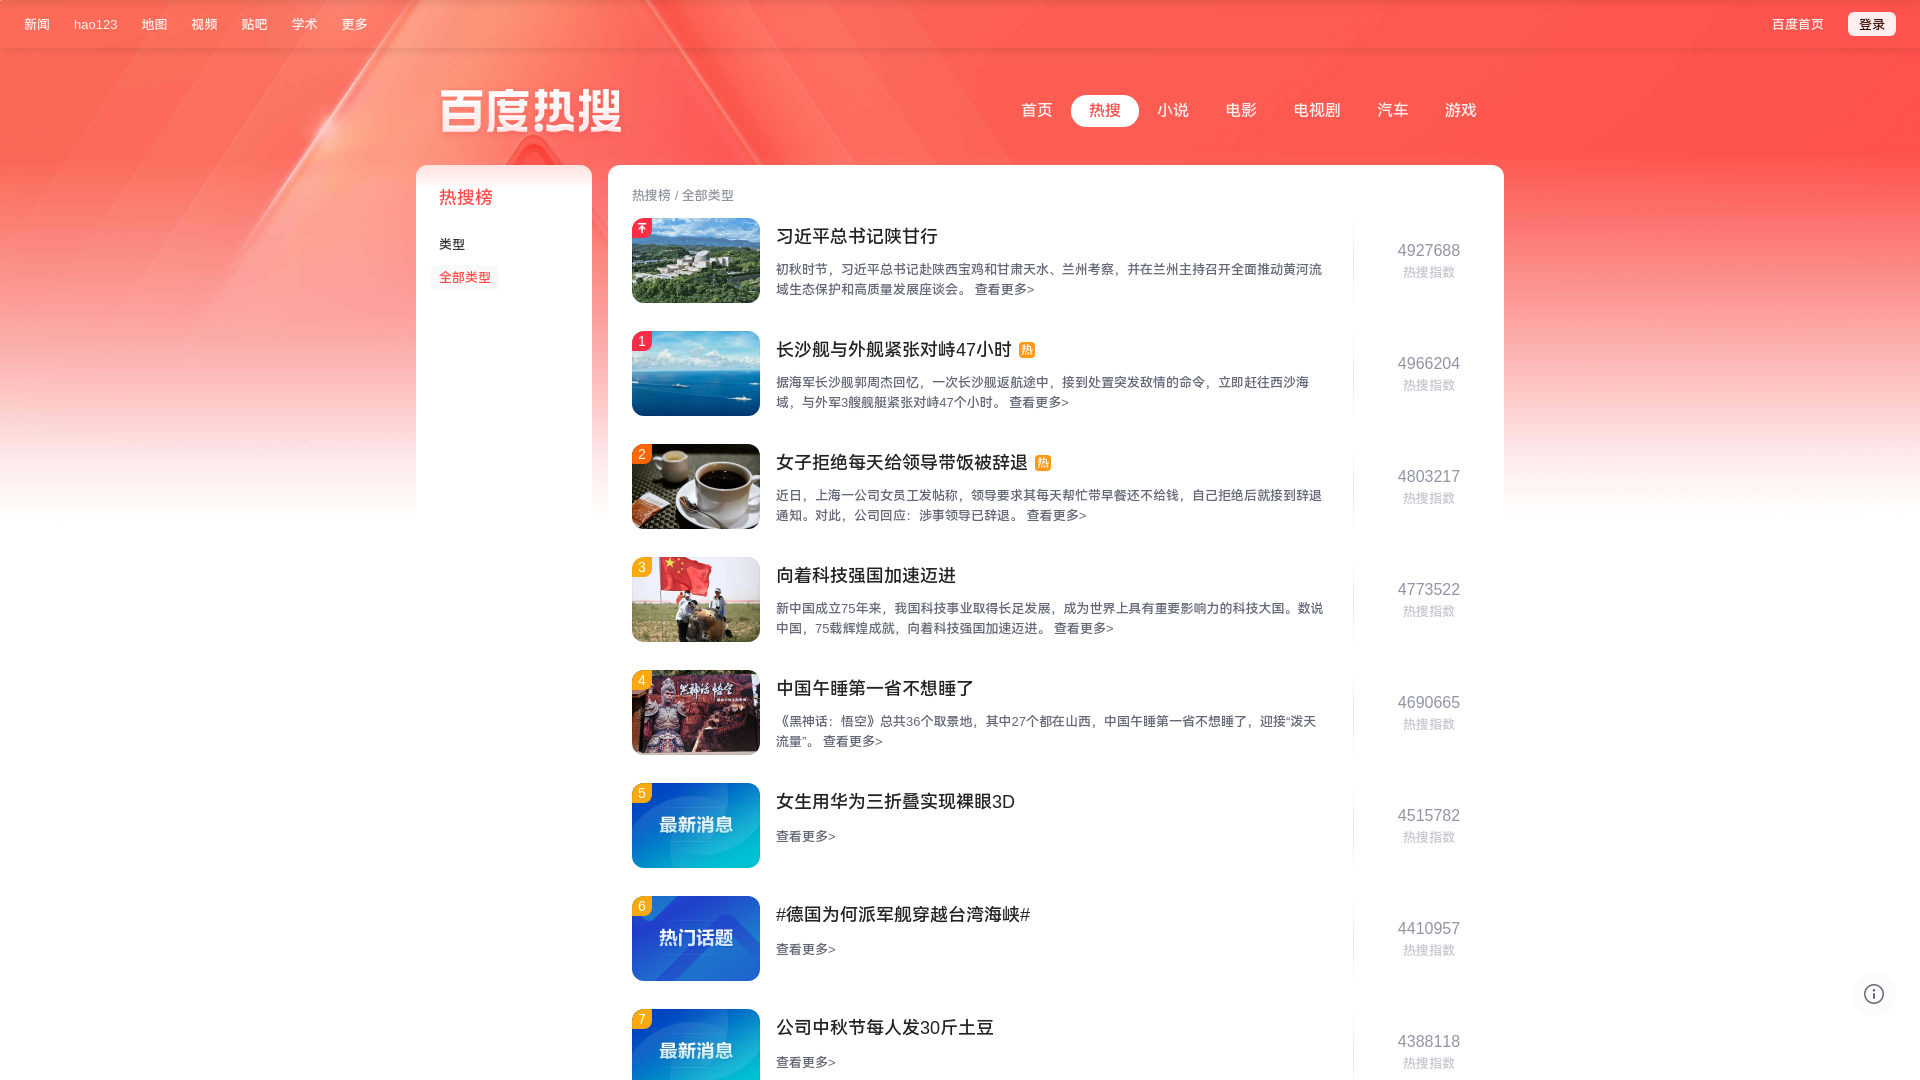 新闻 hao123 地图 视频 贴吧 学术 更多 百度首页 登录
百度热搜
首页 热搜 小说 电影 电视剧 汽车 游戏
热搜榜
类型
全部类型
热搜榜 / 全部类型
习近平总书记陕甘行
初秋时节，习近平总书记赴陕西宝鸡和甘肃天水、兰州考察，并在兰州主持召开全面推动黄河流
域生态保护和高质量发展座谈会。 查看更多>
4927688
热搜指数
1
长沙舰与外舰紧张对峙47小时 热
据海军长沙舰郭周杰回忆，一次长沙舰返航途中，接到处置突发敌情的命令，立即赶往西沙海
域，与外军3艘舰艇紧张对峙47个小时。 查看更多>
4966204
热搜指数
2
女子拒绝每天给领导带饭被辞退 热
近日，上海一公司女员工发帖称，领导要求其每天帮忙带早餐还不给钱，自己拒绝后就接到辞退
通知。对此，公司回应：涉事领导已辞退。 查看更多>
4803217
热搜指数
3
向着科技强国加速迈进
新中国成立75年来，我国科技事业取得长足发展，成为世界上具有重要影响力的科技大国。数说
中国，75载辉煌成就，向着科技强国加速迈进。 查看更多>
4773522
热搜指数
4
黑神话悟空
中国午睡第一省不想睡了
《黑神话：悟空》总共36个取景地，其中27个都在山西，中国午睡第一省不想睡了，迎接“泼天
流量”。 查看更多>
4690665
热搜指数
5
最新消息
女生用华为三折叠实现裸眼3D
查看更多>
4515782
热搜指数
6
热门话题
#德国为何派军舰穿越台湾海峡#
查看更多>
4410957
热搜指数
7
最新消息
公司中秋节每人发30斤土豆
查看更多>
4388118
热搜指数